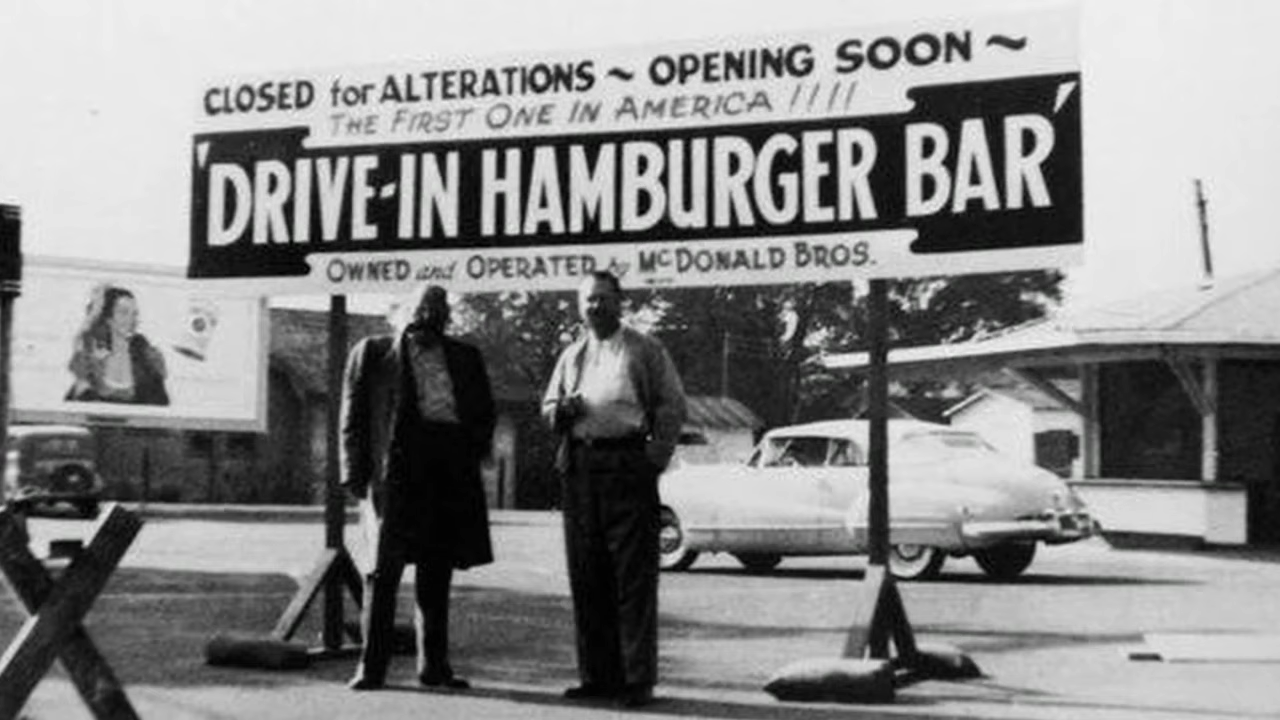 CLOSED for ALTERATIONS ~ OPENING SOON ~
THE FIRST ONE IN AMERICA !!!!
'DRIVE-IN HAMBURGER BAR'
OWNED and OPERATED by McDONALD BROS.